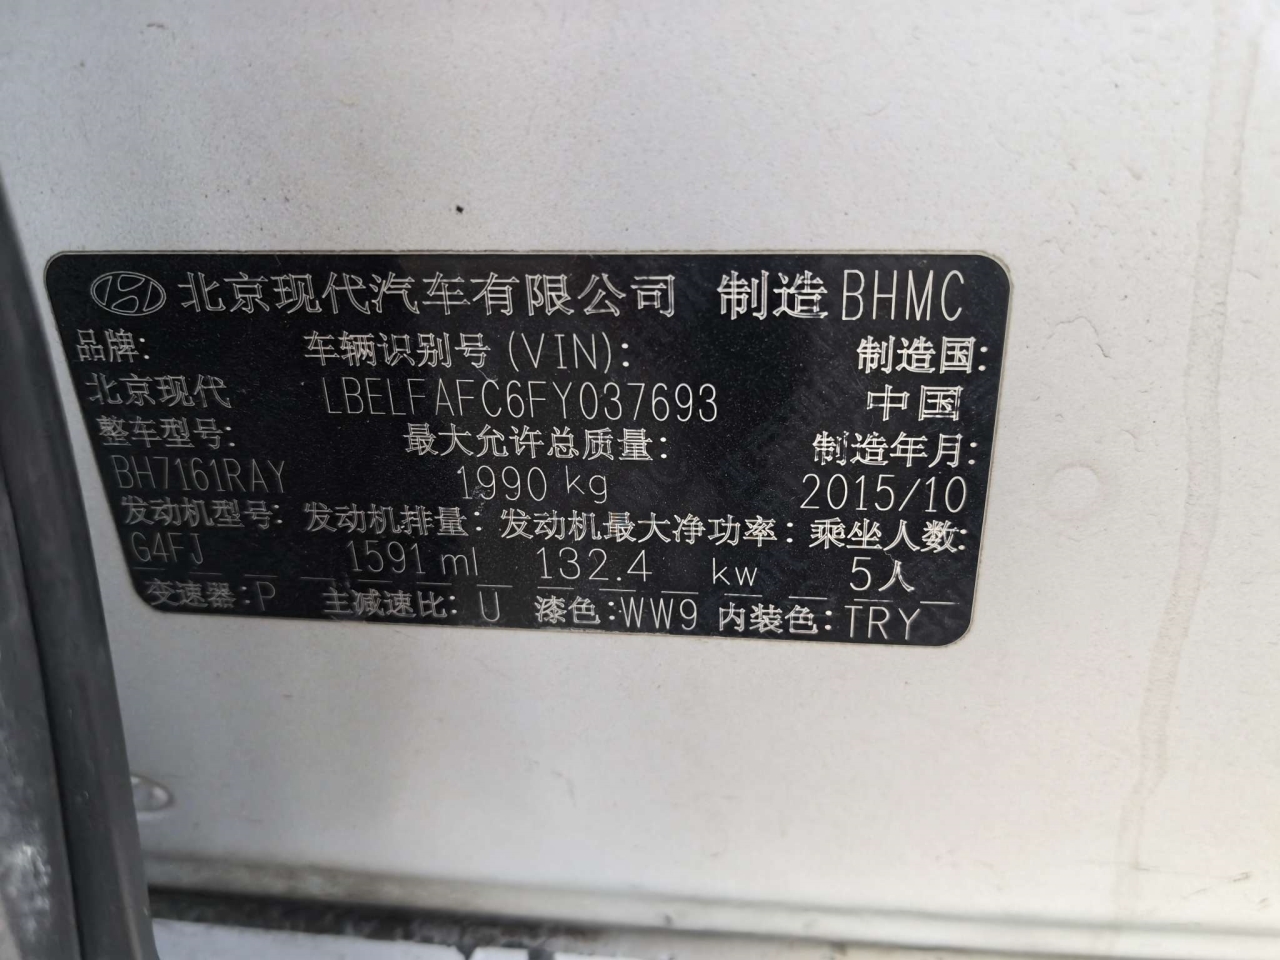 北京现代汽车有限公司 制造 BHMC
品牌: 车辆识别号(VIN): 制造国:
北京现代 LBELFAFC6FY037693 中国
整车型号: 最大允许总质量: 制造年月:
BH7161RAY 1990 kg 2015/10
发动机型号: 发动机排量: 发动机最大净功率: 乘坐人数:
G4FJ 1591 ml 132.4 kw 5人
变速器: P 主减速比: U 漆色: WW9 内装色: TRY